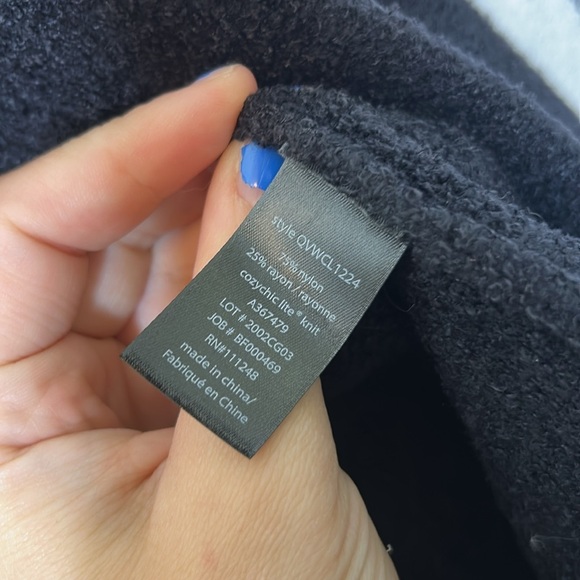 style QVWCL1224
75% nylon
25% rayon / rayonne
cozychic lite® knit
A367479
LOT # 2002CG03
JOB # BF000469
RN#111248
made in china/
Fabriqué en Chine